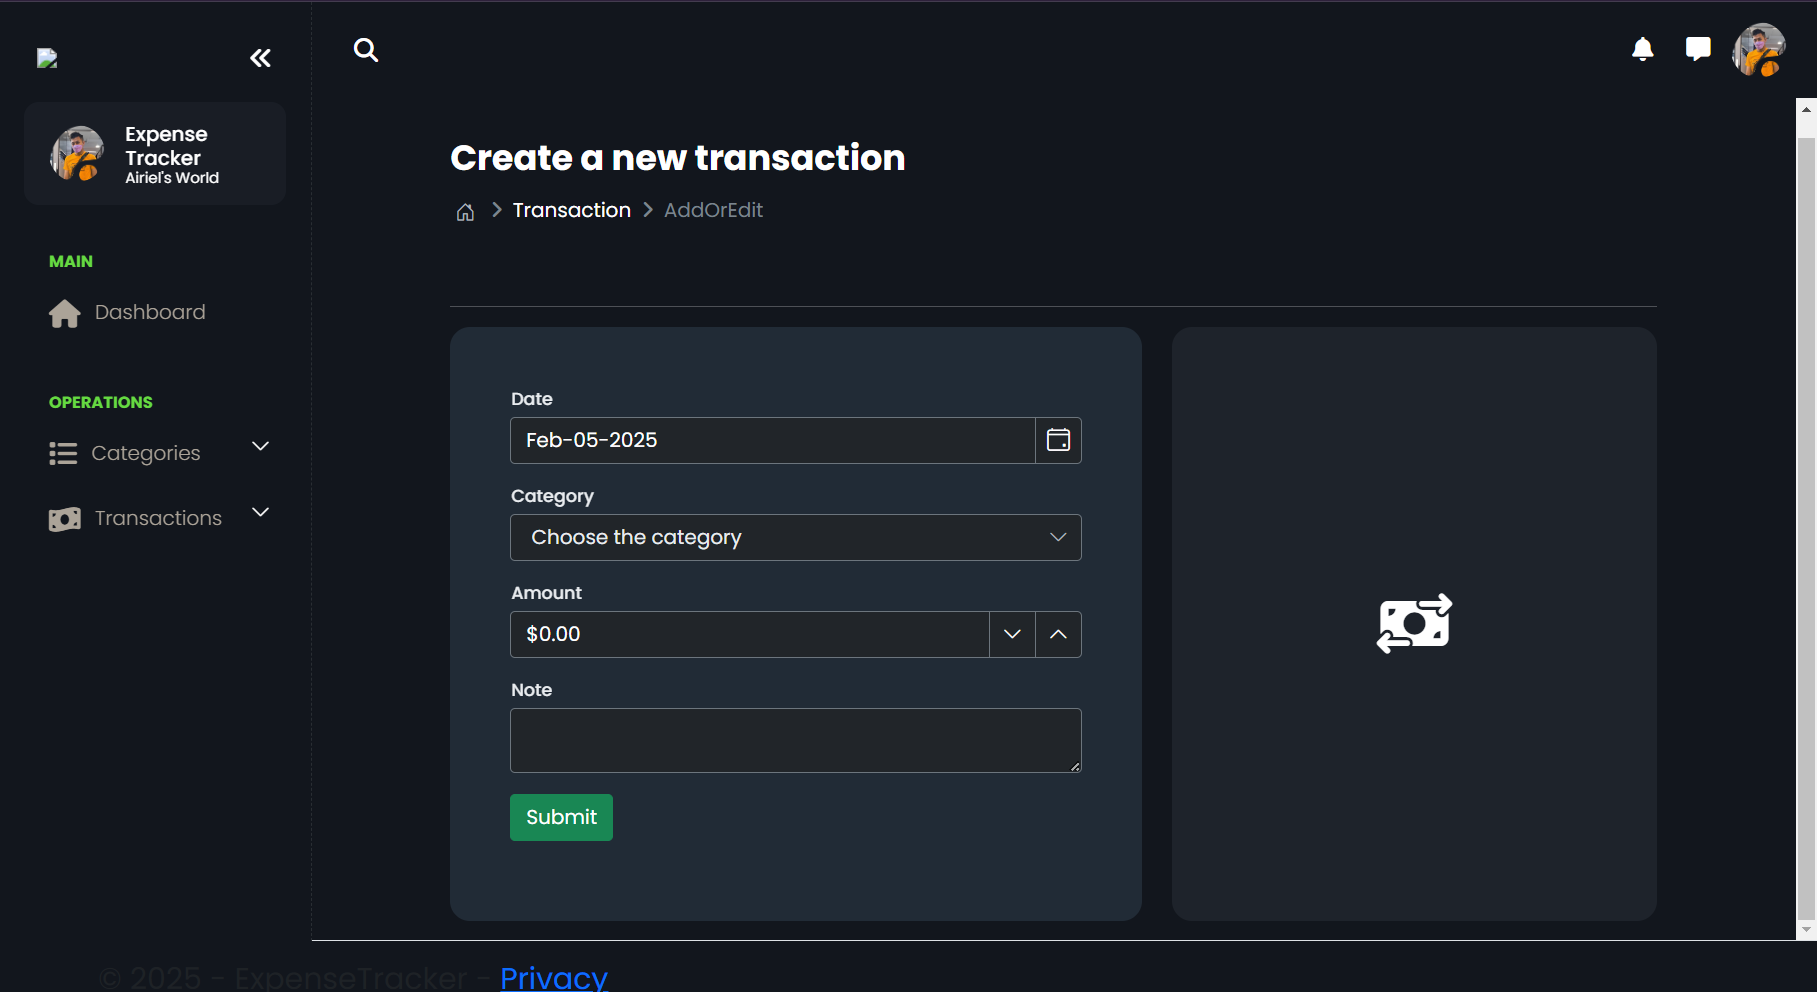 Expense
Tracker
Airiel's World
MAIN
Dashboard
OPERATIONS
Categories
Transactions
Create a new transaction
Transaction
AddOrEdit
Date
Feb-05-2025
Category
Choose the category
Amount
$0.00
Note
Submit
© 2025 - ExpenseTracker - Privacy